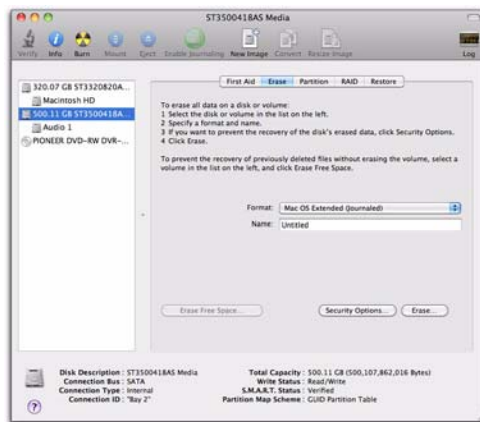 ST3500418AS Media
Verify Info Burn Mount Eject Enable Journaling New Image Convert Resize Image Log
320.07 GB ST3320820A...
Macintosh HD
500.11 GB ST3500418A...
Audio 1
PIONEER DVD-RW DVR-...
First Aid Erase Partition RAID Restore
To erase all data on a disk or volume:
1 Select the disk or volume in the list on the left.
2 Specify a format and name.
3 If you want to prevent the recovery of the disk's erased data, click Security Options.
4 Click Erase.
To prevent the recovery of previously deleted files without erasing the volume, select a
volume in the list on the left, and click Erase Free Space.
Format: Mac OS Extended (Journaled)
Name: Untitled
Erase Free Space... Security Options... Erase...
Disk Description : ST3500418AS Media
Connection Bus : SATA
Connection Type : Internal
Connection ID : "Bay 2"
Total Capacity : 500.11 GB (500,107,862,016 Bytes)
Write Status : Read/Write
S.M.A.R.T. Status : Verified
Partition Map Scheme : GUID Partition Table
?